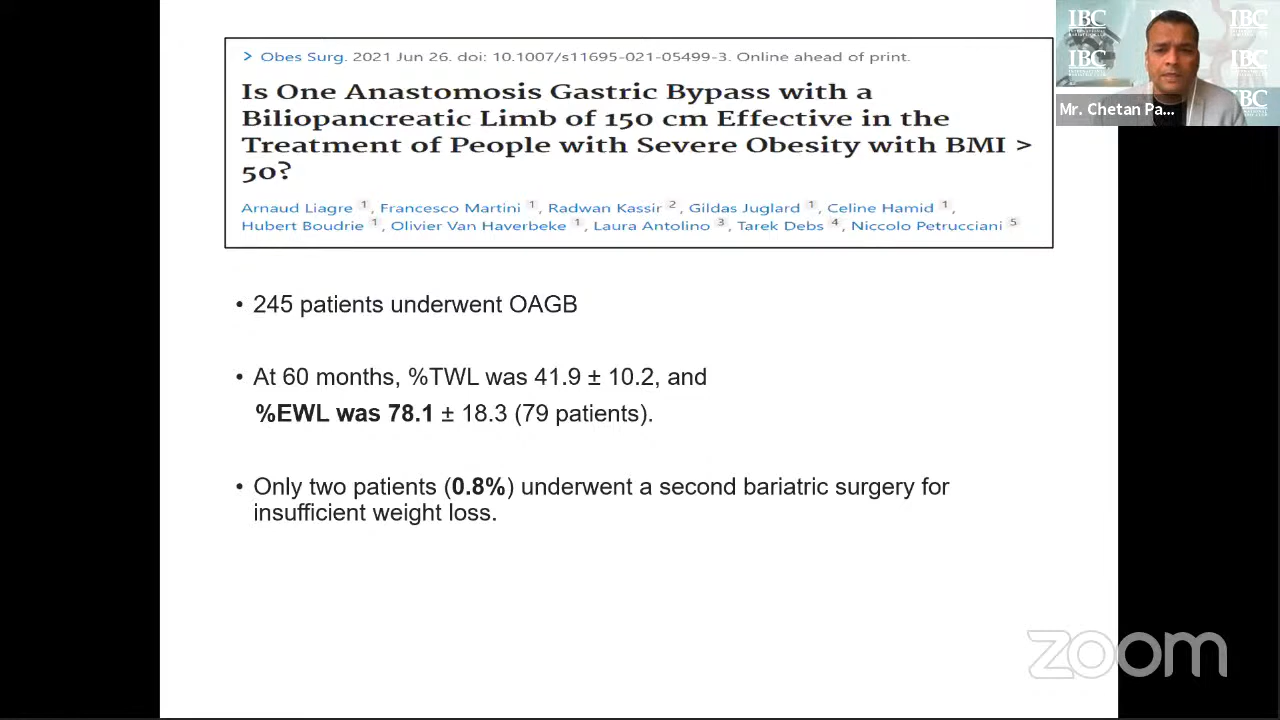 > Obes Surg. 2021 Jun 26. doi: 10.1007/s11695-021-05499-3. Online ahead of print.
Is One Anastomosis Gastric Bypass with a
Biliopancreatic Limb of 150 cm Effective in the
Treatment of People with Severe Obesity with BMI >
50?
Arnaud Liagre 1, Francesco Martini 1, Radwan Kassir 2, Gildas Juglard 1, Celine Hamid 1,
Hubert Boudrie 1, Olivier Van Haverbeke 1, Laura Antolino 3, Tarek Debs 4, Niccolo Petrucciani 5
• 245 patients underwent OAGB
• At 60 months, %TWL was 41.9 ± 10.2, and
%EWL was 78.1 ± 18.3 (79 patients).
• Only two patients (0.8%) underwent a second bariatric surgery for
insufficient weight loss.
IBC
IBC
IBC
IBC
IBC
Mr. Chetan Pa...
zoom